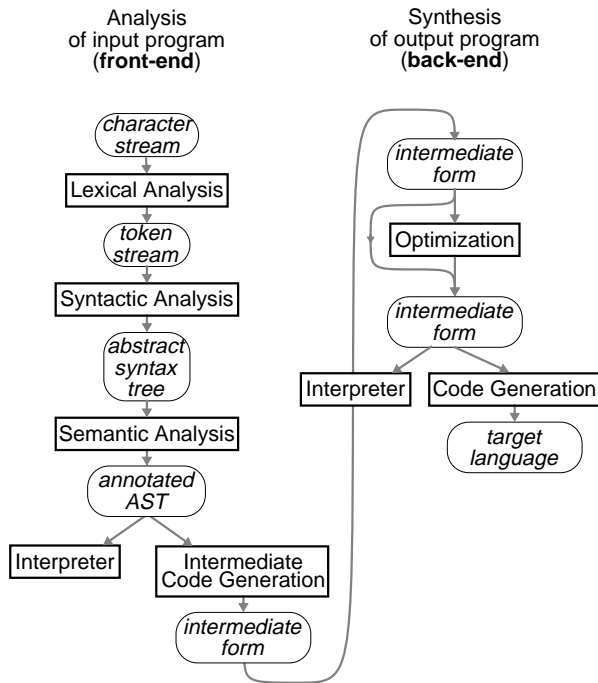 Analysis
of input program
(front-end)
character
stream
Lexical Analysis
token
stream
Syntactic Analysis
abstract
syntax
tree
Semantic Analysis
annotated
AST
Interpreter
Intermediate
Code Generation
intermediate
form
Synthesis
of output program
(back-end)
intermediate
form
Optimization
intermediate
form
Interpreter
Code Generation
target
language